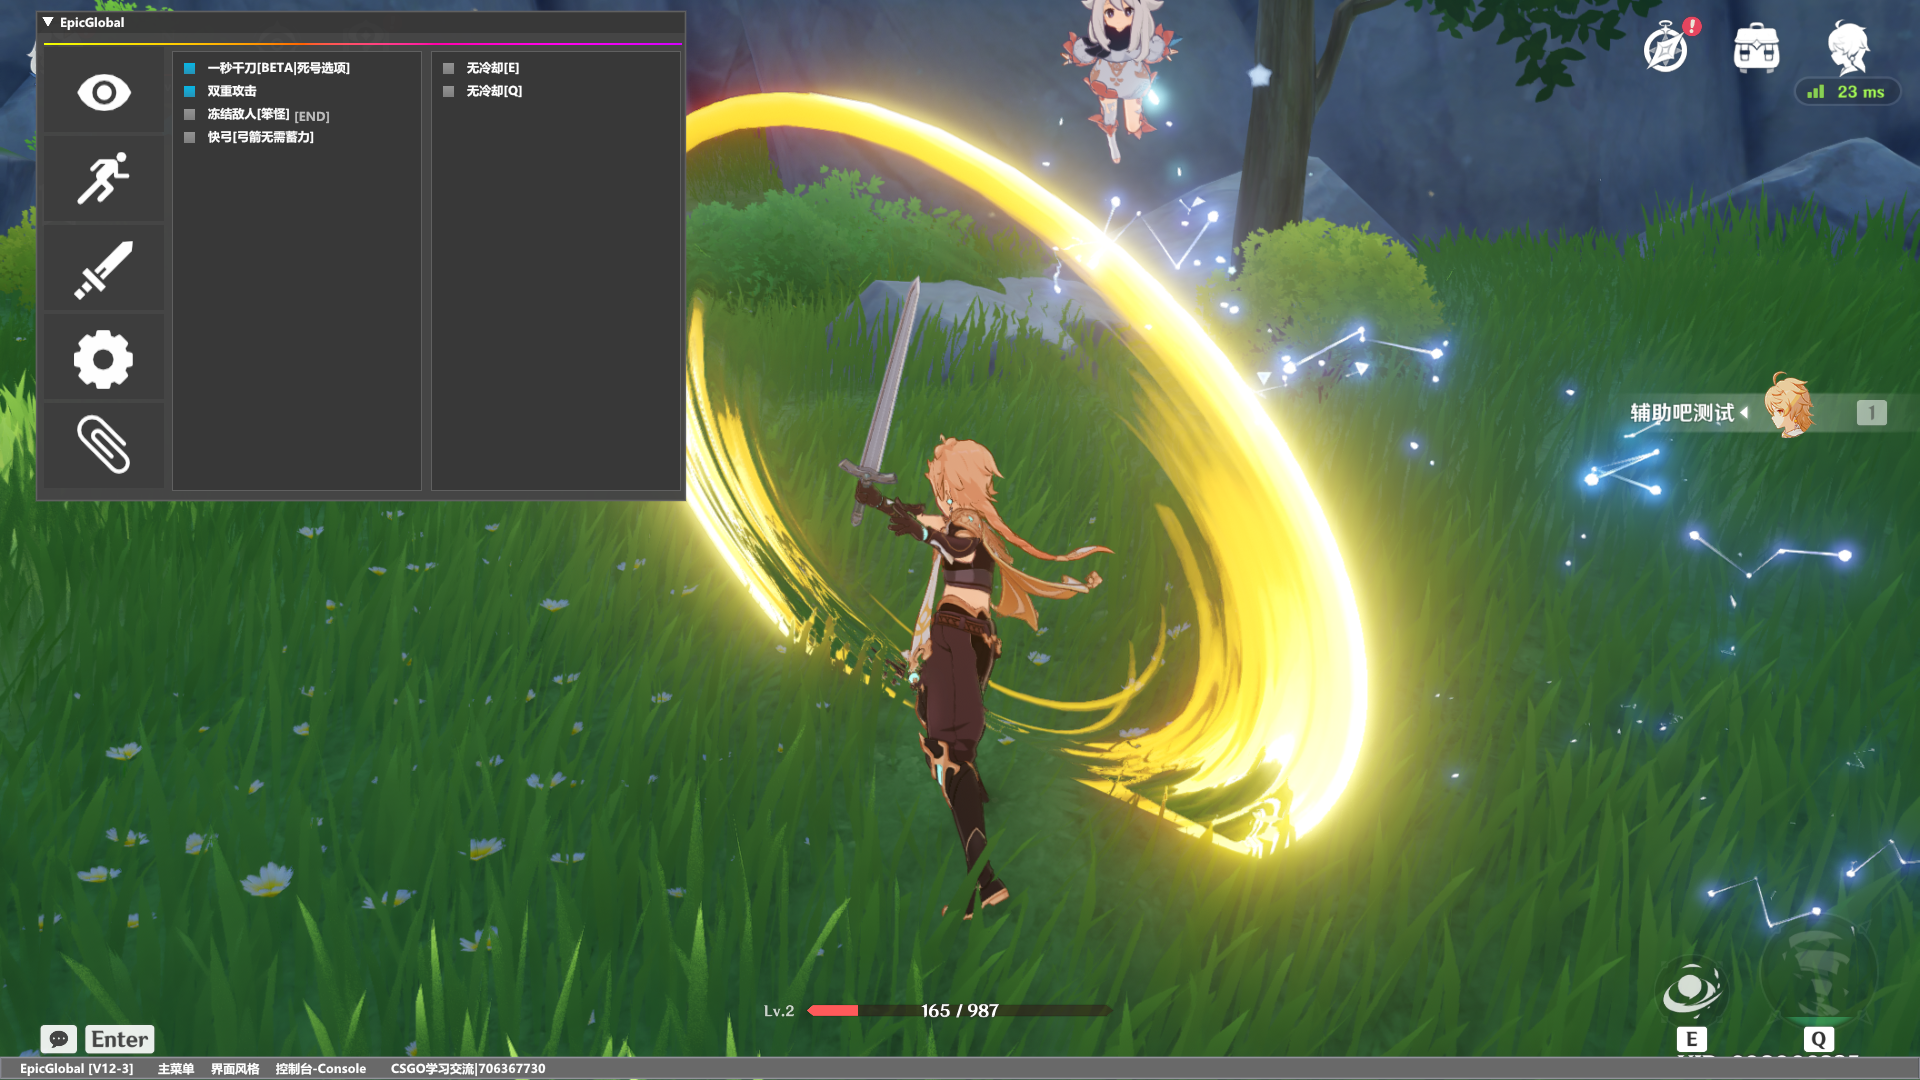 EpicGlobal
一秒千刀[BETA|死号选项]
双重攻击
冻结敌人[笨怪] [END]
快弓[弓箭无需蓄力]
无冷却[E]
无冷却[Q]
23 ms
辅助吧测试
1
Lv.2
165 / 987
Enter
E
Q
EpicGlobal [V12-3] 主菜单 界面风格 控制台-Console CSGO学习交流|706367730